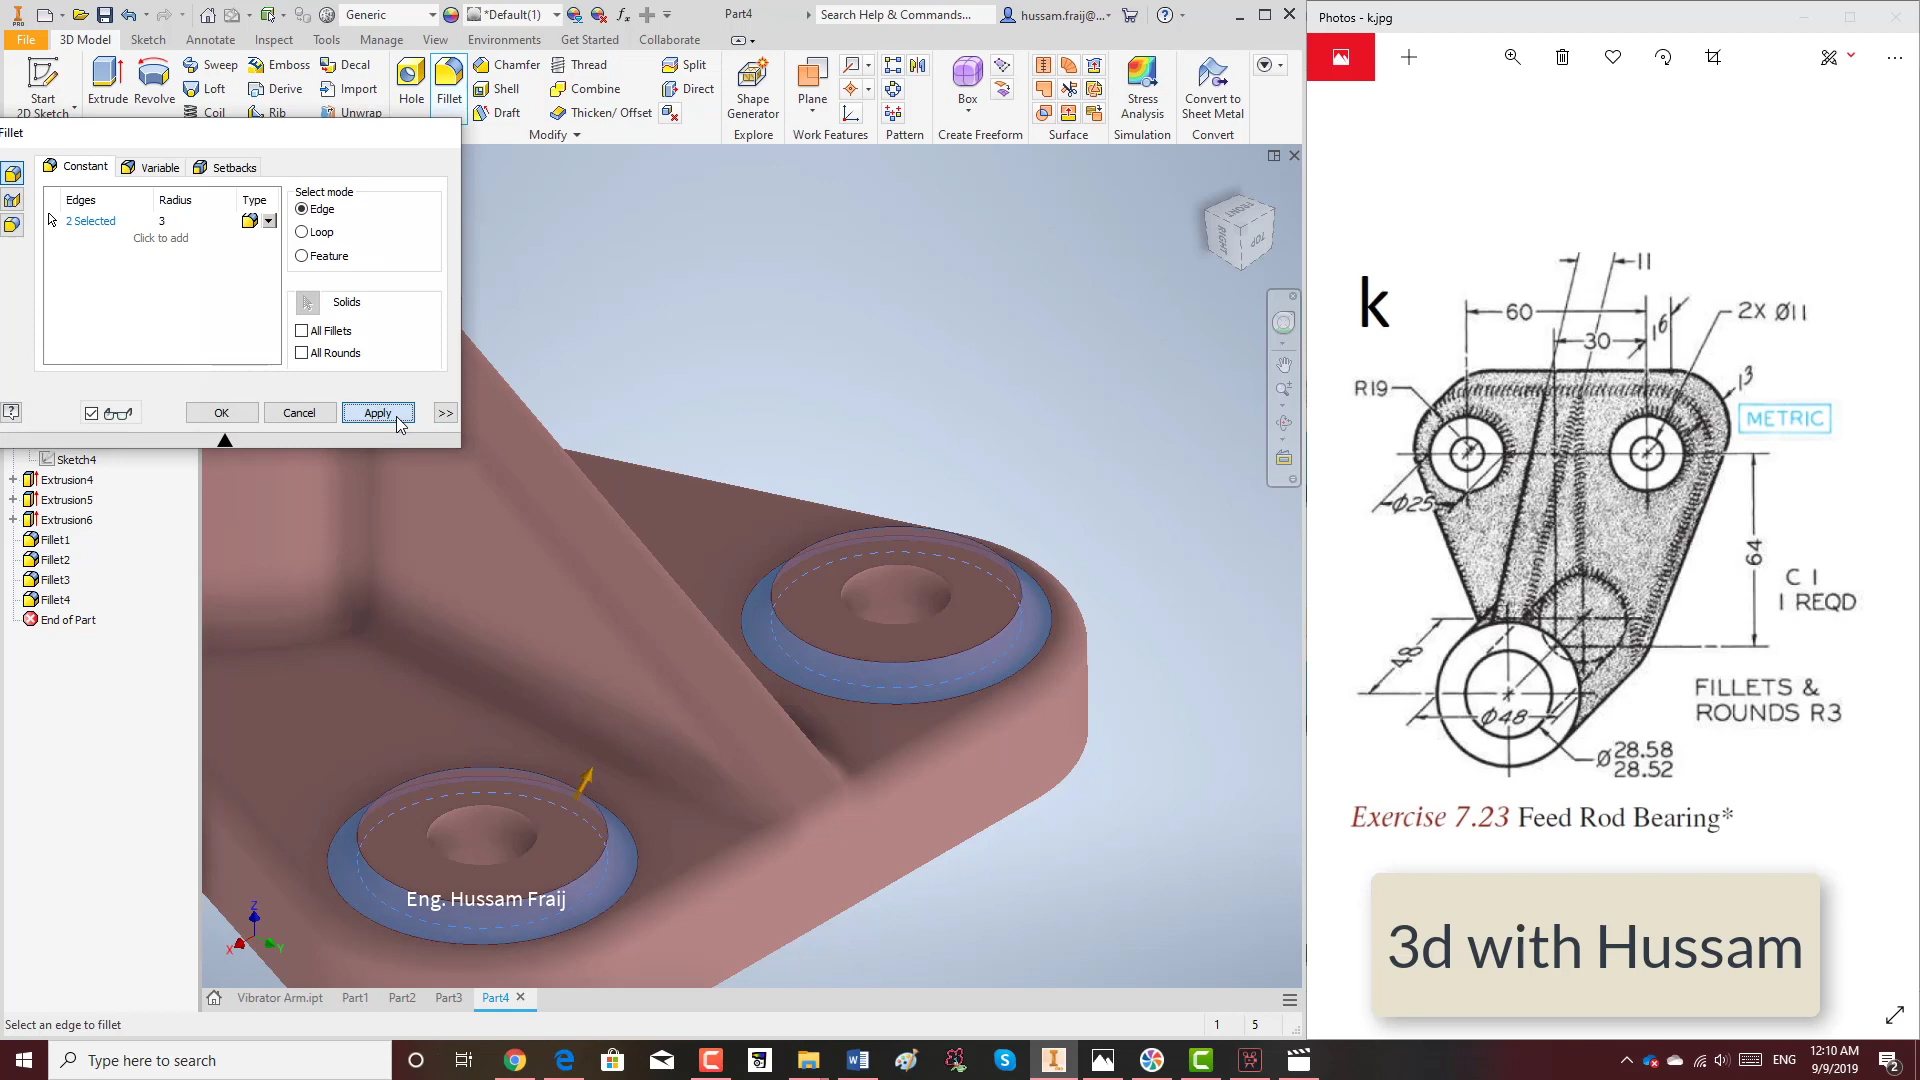 Generic
*Default(1)
Part4
Search Help & Commands...
hussam.fraij@...
File
3D Model
Sketch
Annotate
Inspect
Tools
Manage
View
Environments
Get Started
Collaborate
Start
2D Sketch
Extrude
Revolve
Sweep
Loft
Coil
Emboss
Derive
Rib
Decal
Import
Unwrap
Hole
Fillet
Chamfer
Shell
Draft
Thread
Combine
Thicken/ Offset
Split
Direct
Modify
Shape
Generator
Explore
Plane
Work Features
Pattern
Box
Create Freeform
Surface
Stress
Analysis
Simulation
Convert to
Sheet Metal
Convert
Fillet
Constant
Variable
Setbacks
Edges
Radius
Type
2 Selected
3
Click to add
Select mode
Edge
Loop
Feature
Solids
All Fillets
All Rounds
OK
Cancel
Apply
>>
Sketch4
Extrusion4
Extrusion5
Extrusion6
Fillet1
Fillet2
Fillet3
Fillet4
End of Part
FRONT
RIGHT
TOP
Z
X
Y
Eng. Hussam Fraij
Vibrator Arm.ipt
Part1
Part2
Part3
Part4
Select an edge to fillet
1
5
Photos - k.jpg
k
11
60
16
2X Ø11
30
R19
13
METRIC
Ø25
64
C I
1 REQD
48
FILLETS &
ROUNDS R3
Ø48
Ø28.58
28.52
Exercise 7.23 Feed Rod Bearing*
3d with Hussam
Type here to search
ENG
12:10 AM
9/9/2019
2